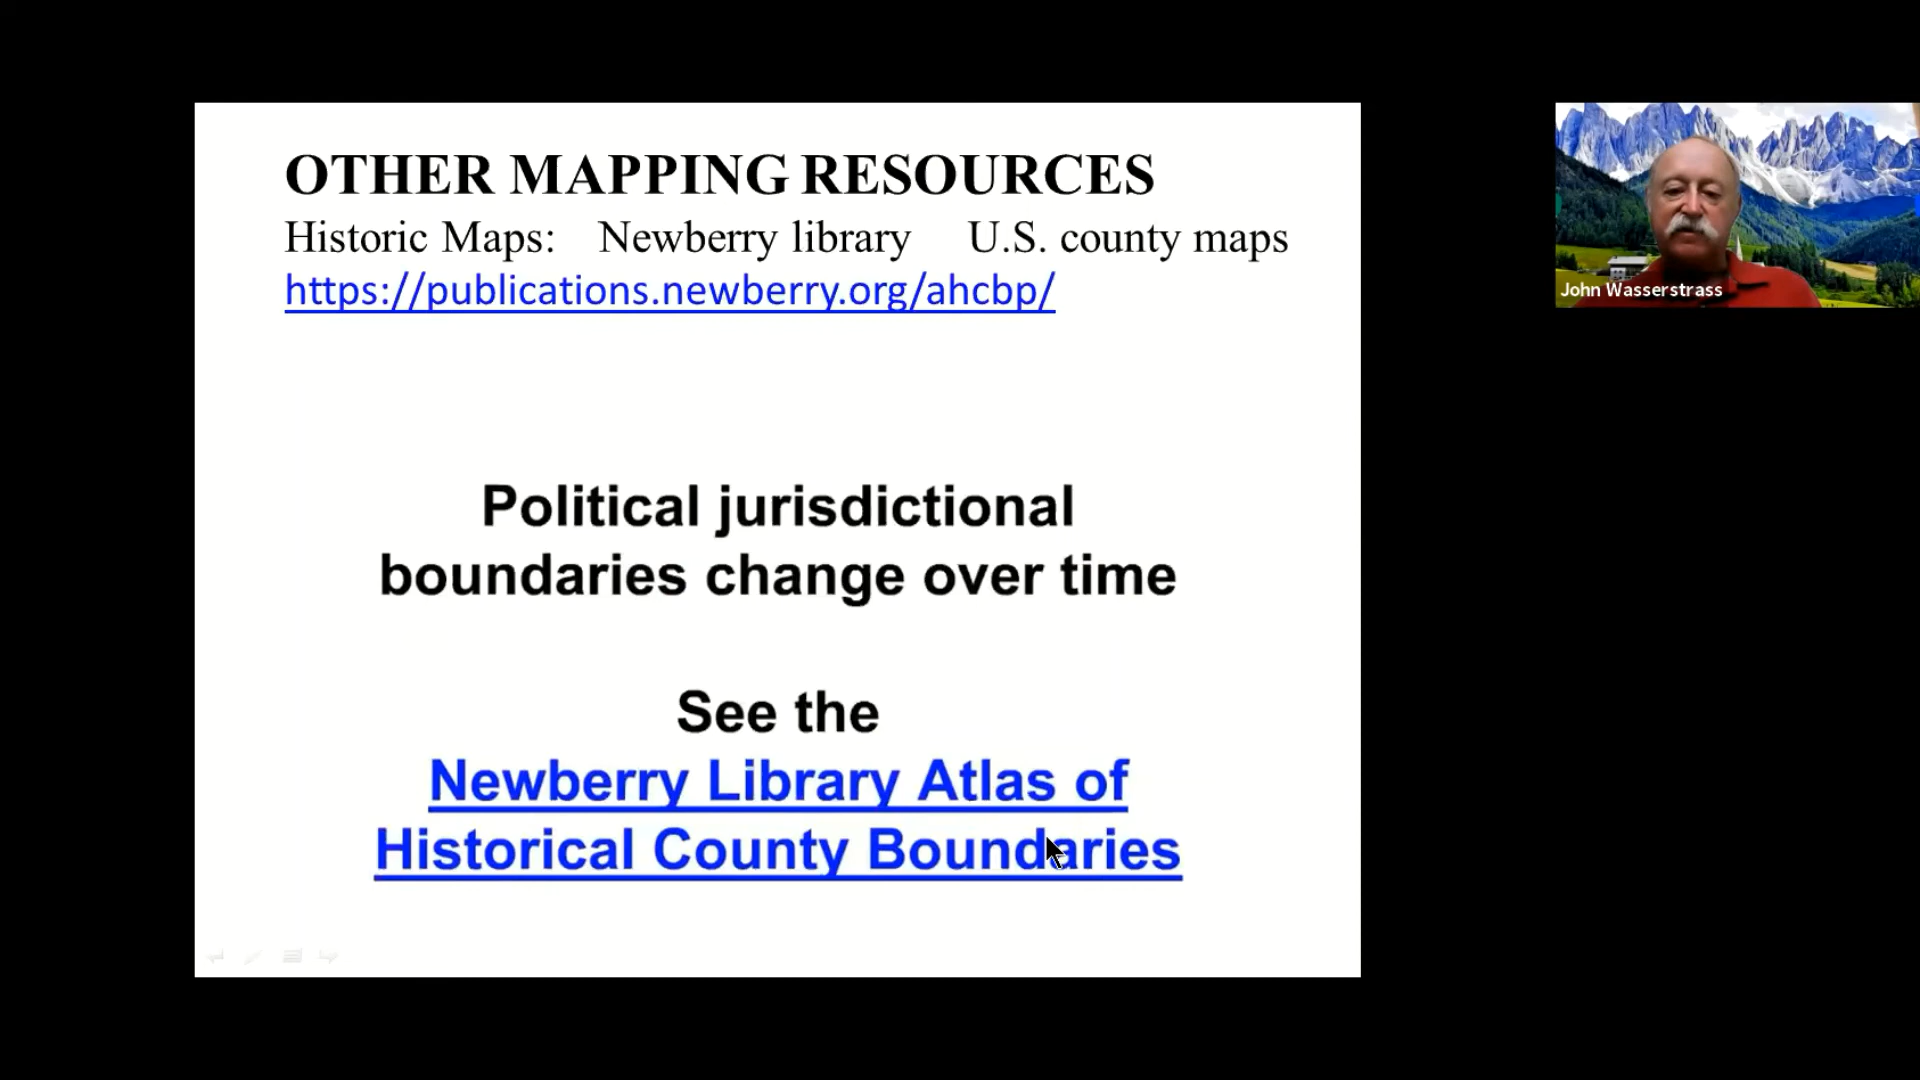 OTHER MAPPING RESOURCES
Historic Maps: Newberry library U.S. county maps
https://publications.newberry.org/ahcbp/
Political jurisdictional
boundaries change over time
See the
Newberry Library Atlas of
Historical County Boundaries
John Wasserstrass